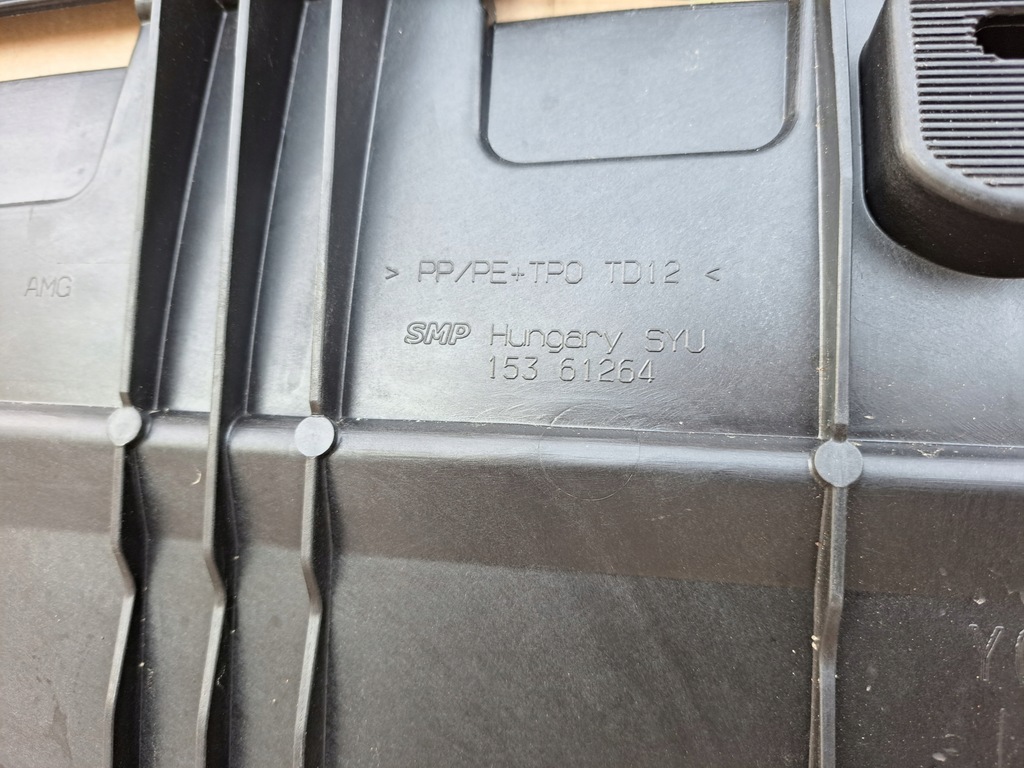 > PP/PE+TPO TD12 <
AMG
SMP Hungary SYU
153 61264